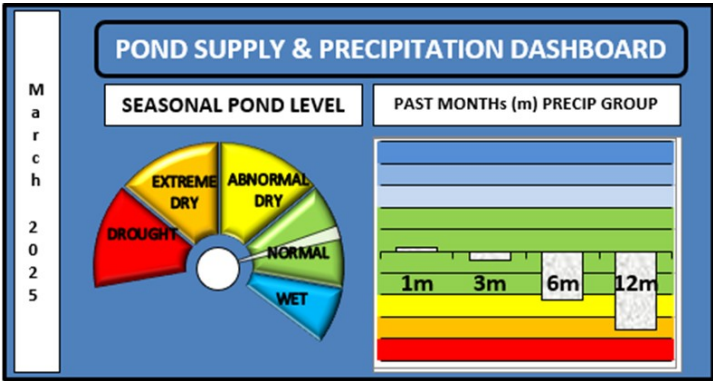 POND SUPPLY & PRECIPITATION DASHBOARD
March 2025
SEASONAL POND LEVEL
PAST MONTHs (m) PRECIP GROUP
DROUGHT
EXTREME
DRY
ABNORMAL
DRY
NORMAL
WET
1m 3m 6m 12m